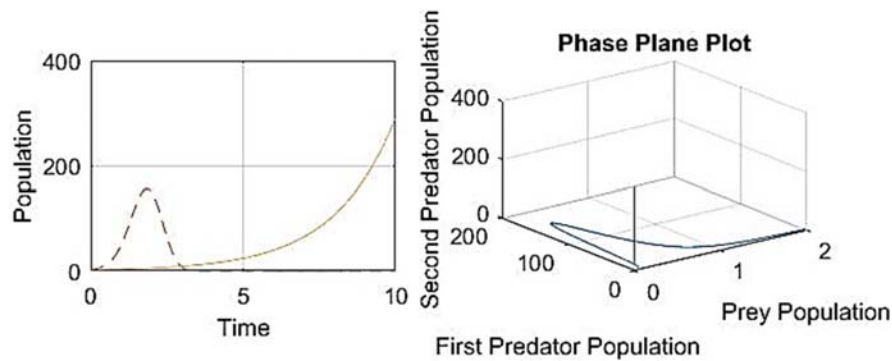 400
200
0
0
5
10
Population
Time
Phase Plane Plot
400
200
0
200
100
0
0
1
2
Second Predator Population
First Predator Population
Prey Population